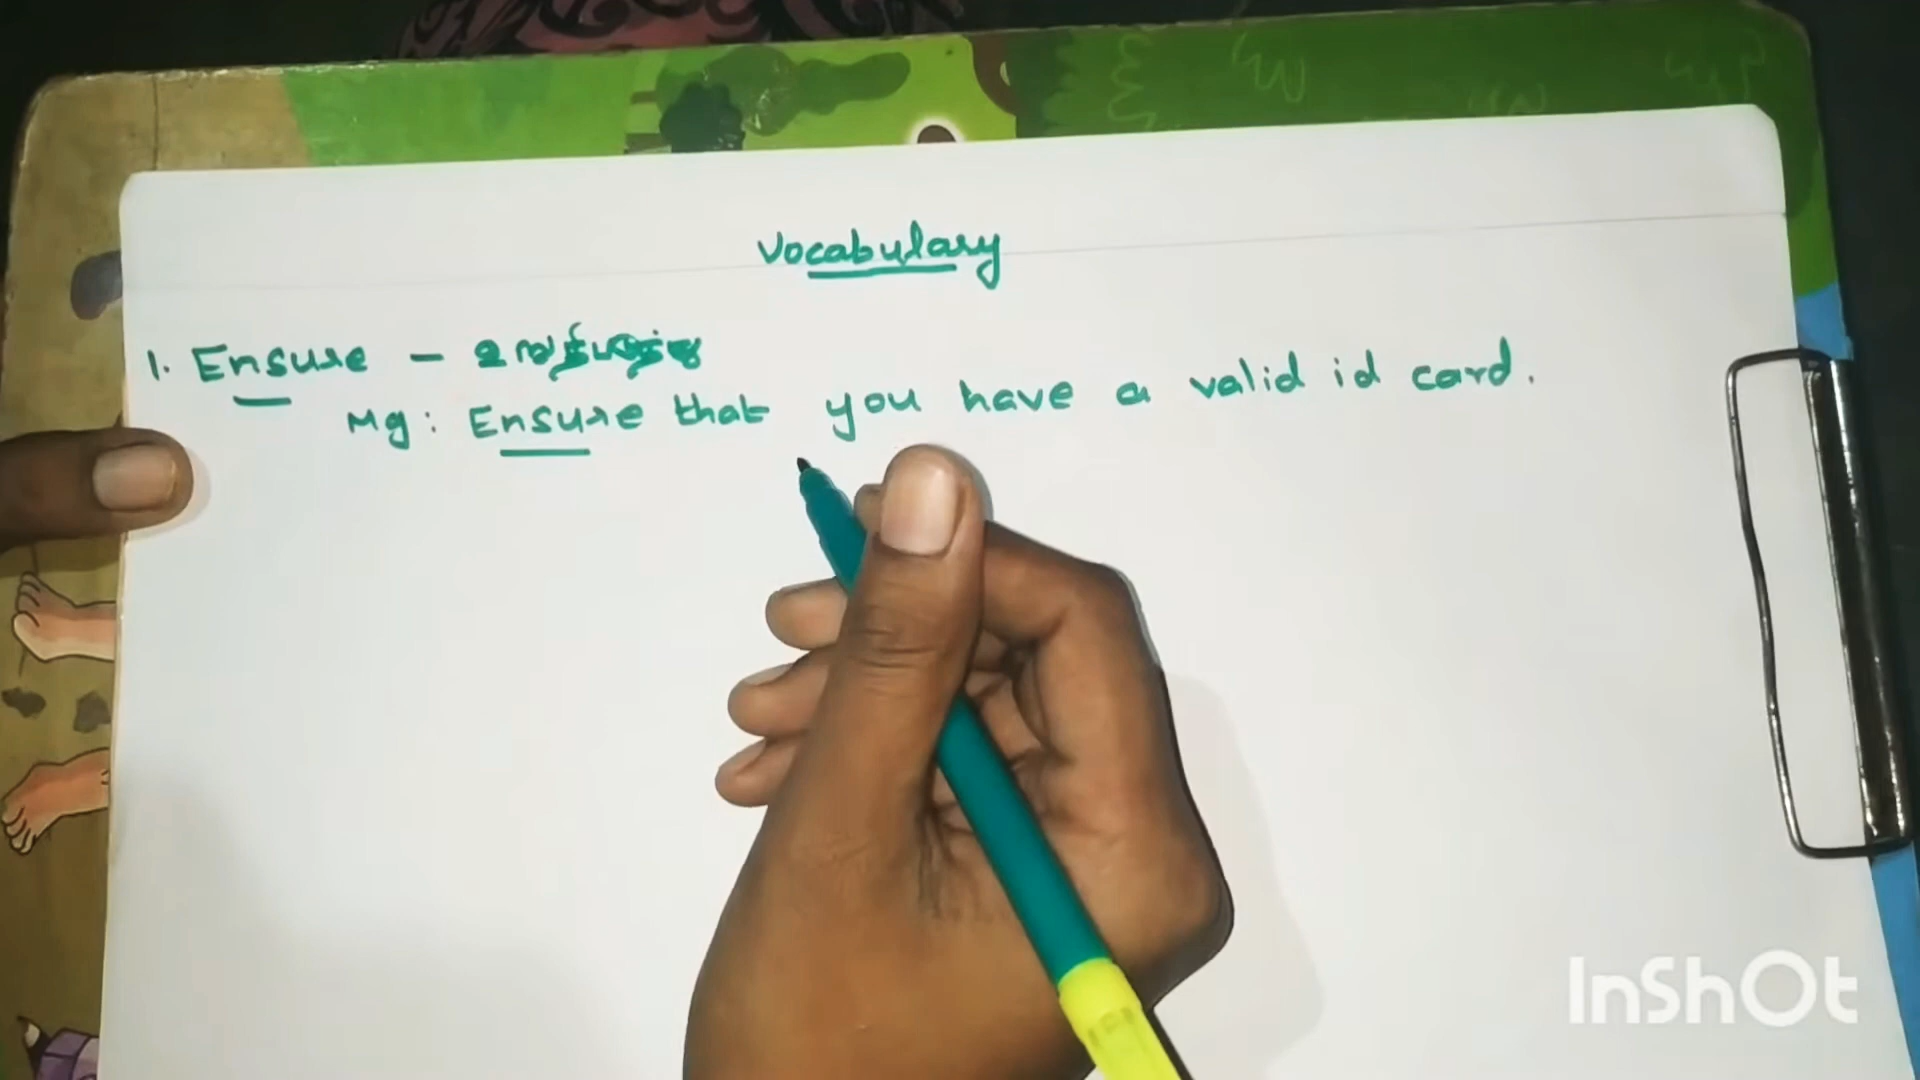 Vocabulary
1. Ensure -
Mg: Ensure that you have a valid id card.
InShOt